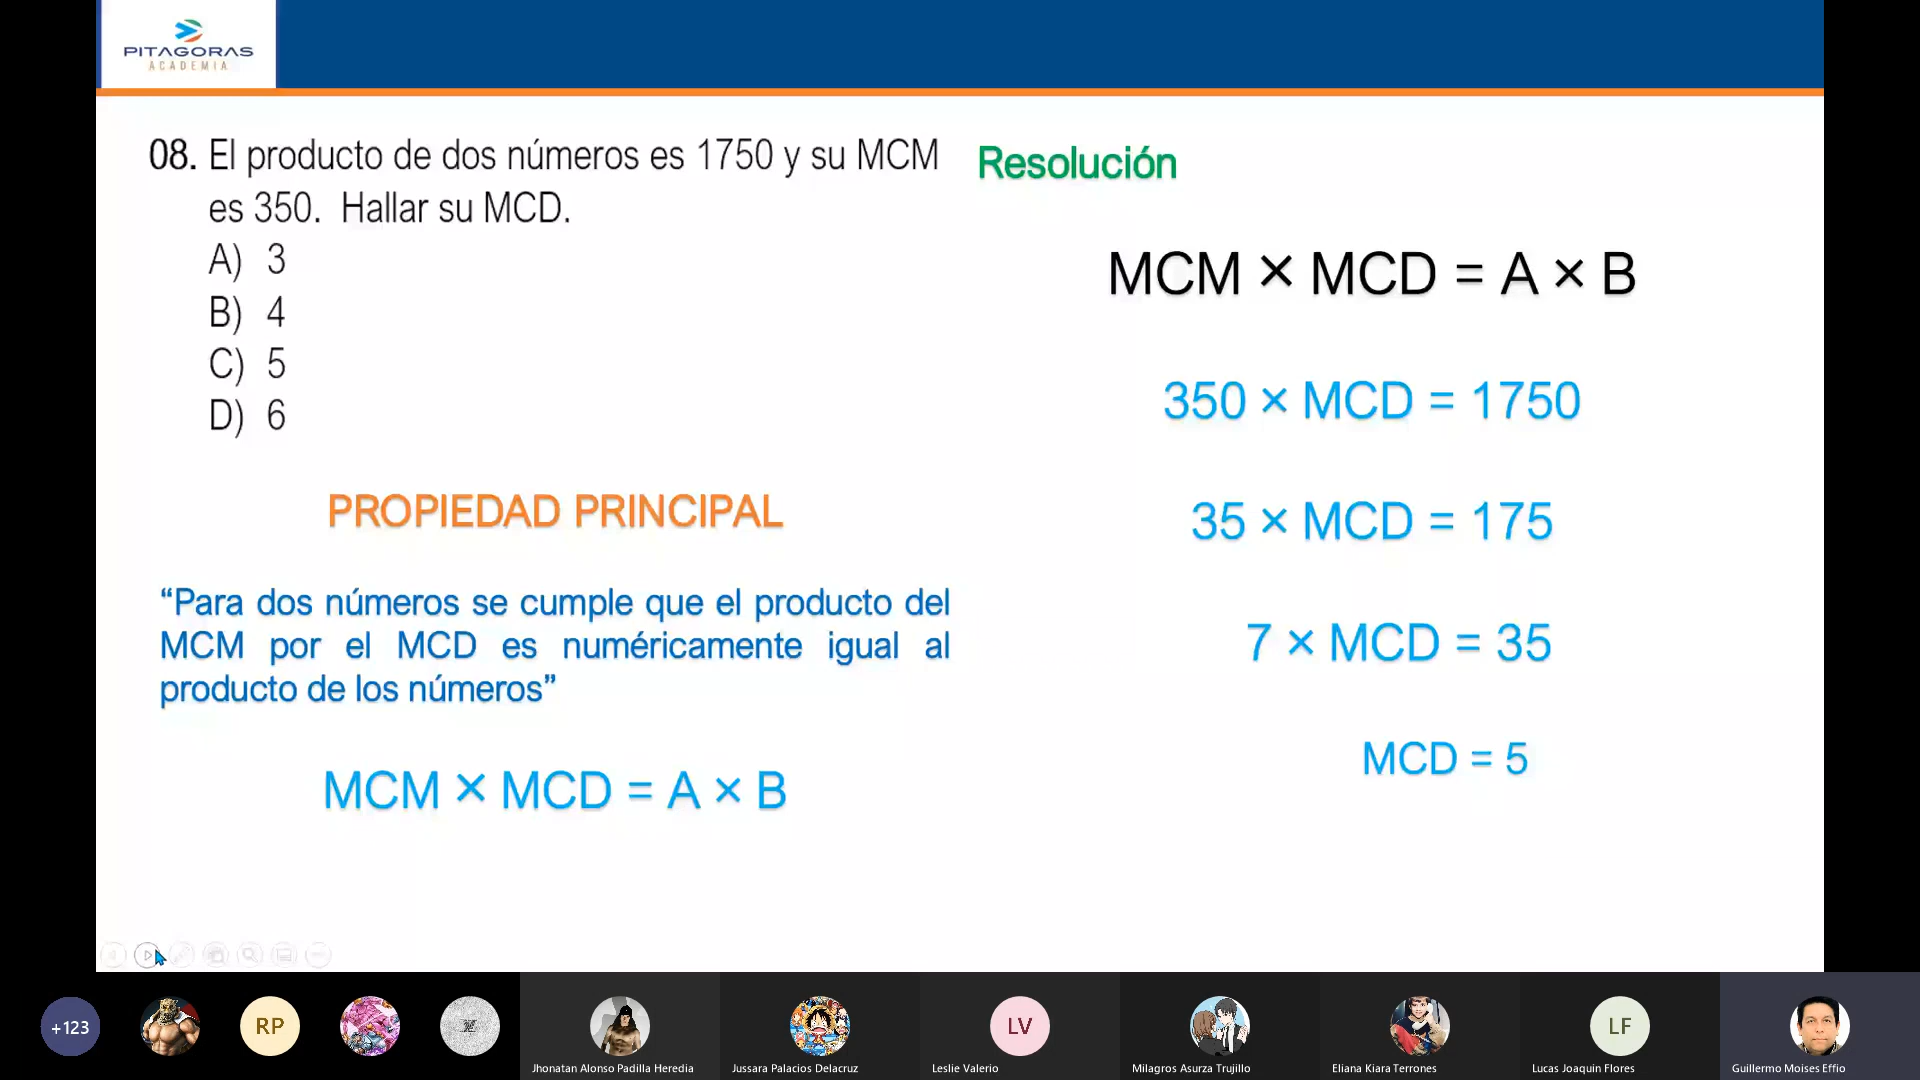 PITAGORAS
ACADEMIA
08. El producto de dos números es 1750 y su MCM
es 350. Hallar su MCD.
A) 3
B) 4
C) 5
D) 6
PROPIEDAD PRINCIPAL
“Para dos números se cumple que el producto del
MCM por el MCD es numéricamente igual al
producto de los números”
MCM × MCD = A × B
Resolución
MCM × MCD = A × B
350 × MCD = 1750
35 × MCD = 175
7 × MCD = 35
MCD = 5
+123
RP
LV
LF
Jhonatan Alonso Padilla Heredia
Jussara Palacios Delacruz
Leslie Valerio
Milagros Asurza Trujillo
Eliana Kiara Terrones
Lucas Joaquin Flores
Guillermo Moises Effio